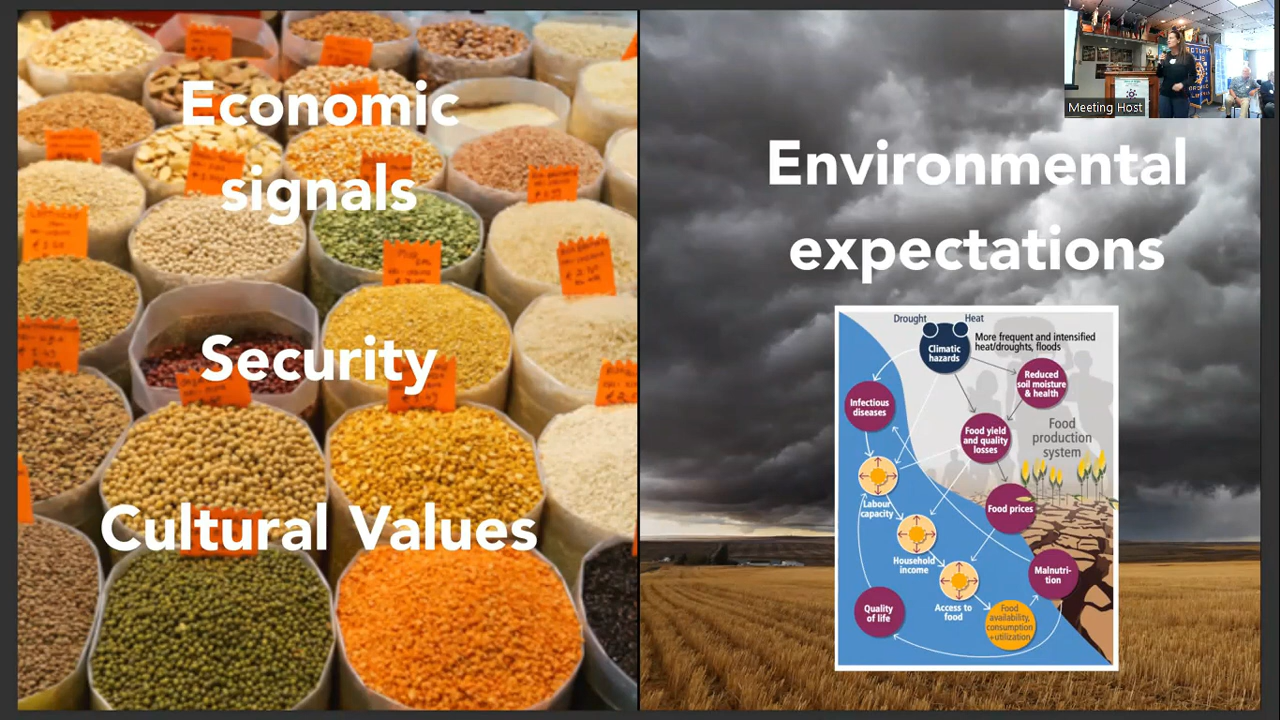 Economic
signals
Security
Cultural Values
Environmental
expectations
Meeting Host
Drought
Heat
Climatic
hazards
More frequent and intensified
heat/droughts, floods
Reduced
soil moisture
& health
Infectious
diseases
Food yield
and quality
losses
Food
production
system
Labour
capacity
Food prices
Household
income
Malnutri-
tion
Access to
food
Quality
of life
Food
availability,
consumption
+utilization